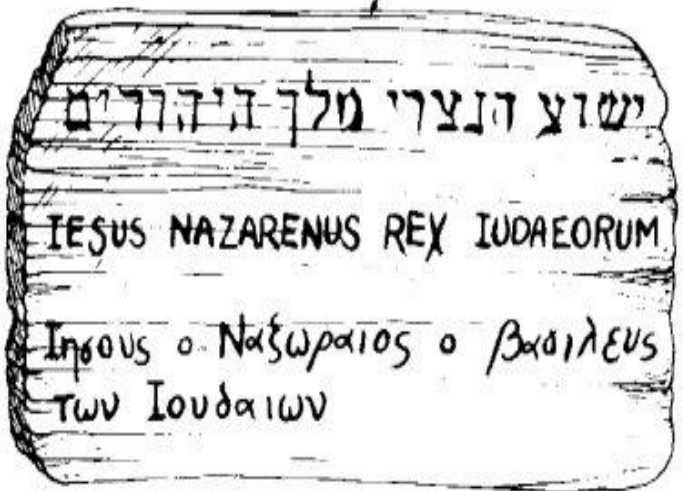 ישוע הנצרי מלך היהודים
IESUS NAZARENUS REX IUDAEORUM
Ιησους ο Ναζωραιος ο βασιλευς
των Ιουδαιων